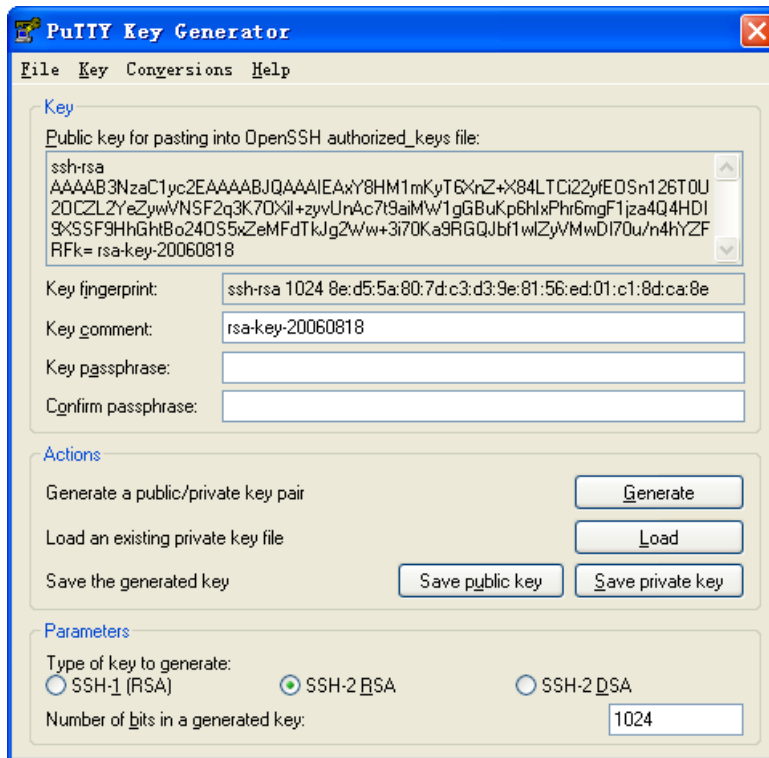 PuTTY Key Generator
File Key Conversions Help
Key
Public key for pasting into OpenSSH authorized_keys file:
ssh-rsa
AAAAB3NzaC1yc2EAAAABJQAAAIEAxY8HM1mKyT6XnZ+X84LTCi22yfEOSn126T0U
2OCZL2YeZywVNSF2q3K7OXiI+zyvUnAc7t9aiMW1gGBuKp6hIxPhr6mgF1jza4Q4HDI
9XSSF9HhGhtBo24OS5xZeMFdTkJg2Ww+3i70Ka9RGQJbf1wIZyVMwDI70u/n4hYZF
RFk= rsa-key-20060818
Key fingerprint: ssh-rsa 1024 8e:d5:5a:80:7d:c3:d3:9e:81:56:ed:01:c1:8d:ca:8e
Key comment: rsa-key-20060818
Key passphrase:
Confirm passphrase:
Actions
Generate a public/private key pair Generate
Load an existing private key file Load
Save the generated key Save public key Save private key
Parameters
Type of key to generate:
SSH-1 (RSA) SSH-2 RSA SSH-2 DSA
Number of bits in a generated key: 1024